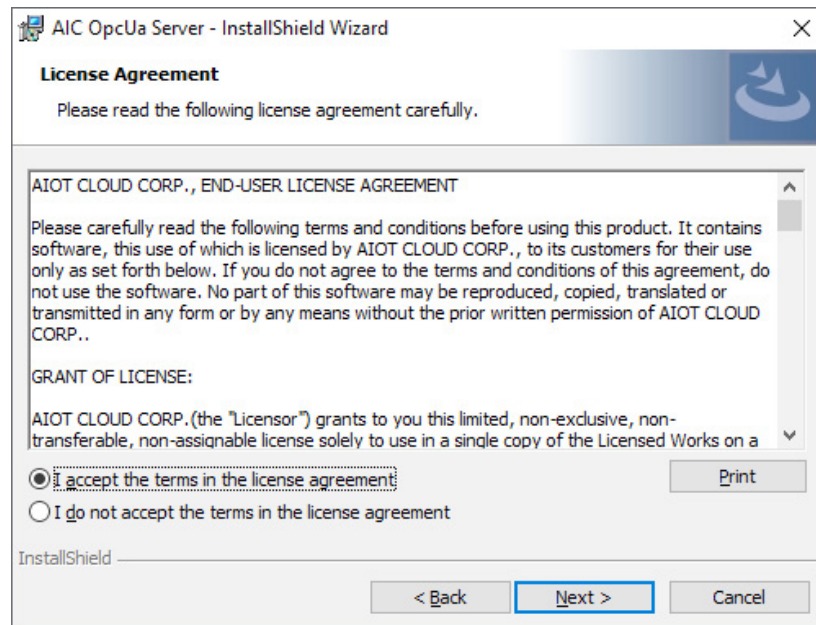 AIC OpcUa Server - InstallShield Wizard
License Agreement
Please read the following license agreement carefully.
AIOT CLOUD CORP., END-USER LICENSE AGREEMENT
Please carefully read the following terms and conditions before using this product. It contains
software, this use of which is licensed by AIOT CLOUD CORP., to its customers for their use
only as set forth below. If you do not agree to the terms and conditions of this agreement, do
not use the software. No part of this software may be reproduced, copied, translated or
transmitted in any form or by any means without the prior written permission of AIOT CLOUD
CORP..
GRANT OF LICENSE:
AIOT CLOUD CORP.(the "Licensor") grants to you this limited, non-exclusive, non-
transferable, non-assignable license solely to use in a single copy of the Licensed Works on a
I accept the terms in the license agreement
Print
I do not accept the terms in the license agreement
InstallShield
< Back
Next >
Cancel